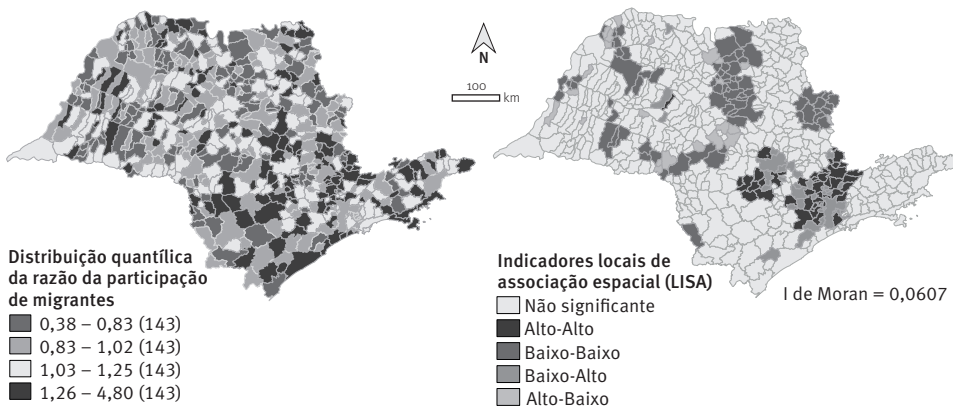 N
100
km
Distribuição quantílica
da razão da participação
de migrantes
0,38 – 0,83 (143)
0,83 – 1,02 (143)
1,03 – 1,25 (143)
1,26 – 4,80 (143)
Indicadores locais de
associação espacial (LISA)
Não significante
Alto-Alto
Baixo-Baixo
Baixo-Alto
Alto-Baixo
I de Moran = 0,0607